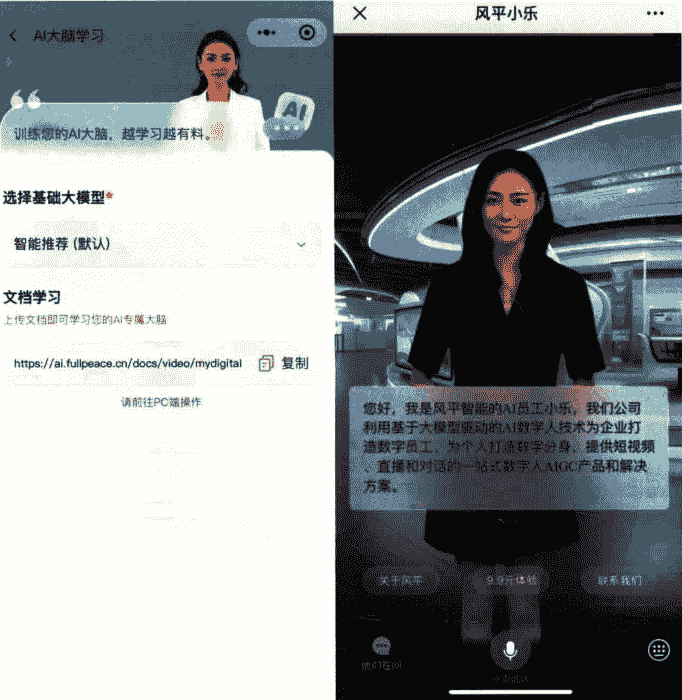 AI大脑学习
AI
训练您的AI大脑，越学习越有料。
选择基础大模型*
智能推荐 (默认)
文档学习
上传文档即可学习您的AI专属大脑
https://ai.fullpeace.cn/docs/video/mydigital
复制
请前往PC端操作
风平小乐
您好，我是风平智能的AI员工小乐，我们公司
利用基于大模型驱动的AI数字人技术为企业打
造数字员工、为个人打造数字分身，提供短视频
、直播和对话的一站式数字人AIGC产品和解决
方案。
关于风平
9.9元体验
联系我们